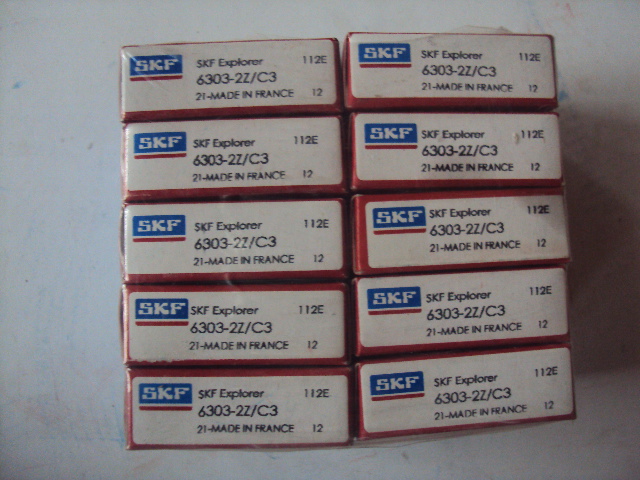 SKF SKF Explorer 112E
6303-2Z/C3
21-MADE IN FRANCE 12
SKF SKF Explorer 112E
6303-2Z/C3
21-MADE IN FRANCE 12
SKF SKF Explorer 112E
6303-2Z/C3
21-MADE IN FRANCE 12
SKF SKF Explorer 112E
6303-2Z/C3
21-MADE IN FRANCE 12
SKF SKF Explorer 112E
6303-2Z/C3
21-MADE IN FRANCE 12
SKF SKF Explorer 112E
6303-2Z/C3
21-MADE IN FRANCE 12
SKF SKF Explorer 112E
6303-2Z/C3
21-MADE IN FRANCE 12
SKF SKF Explorer 112E
6303-2Z/C3
21-MADE IN FRANCE 12
SKF SKF Explorer 112E
6303-2Z/C3
21-MADE IN FRANCE 12
SKF SKF Explorer 112E
6303-2Z/C3
21-MADE IN FRANCE 12